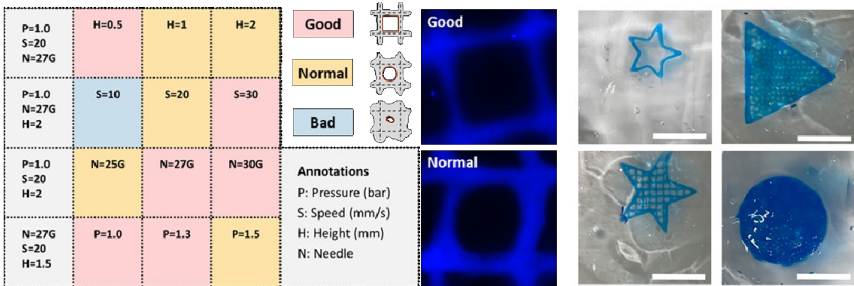 P=1.0
S=20
N=27G
H=0.5
H=1
H=2
P=1.0
N=27G
H=2
S=10
S=20
S=30
P=1.0
S=20
H=2
N=25G
N=27G
N=30G
N=27G
S=20
H=1.5
P=1.0
P=1.3
P=1.5
Good
Normal
Bad
Annotations
P: Pressure (bar)
S: Speed (mm/s)
H: Height (mm)
N: Needle
Good
Normal